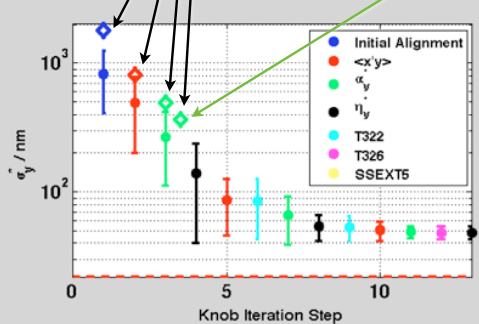 10³
10²
σ*y / nm
0
5
10
Knob Iteration Step
Initial Alignment
<x'y>
α*y
η*y
T322
T326
SSEXT5